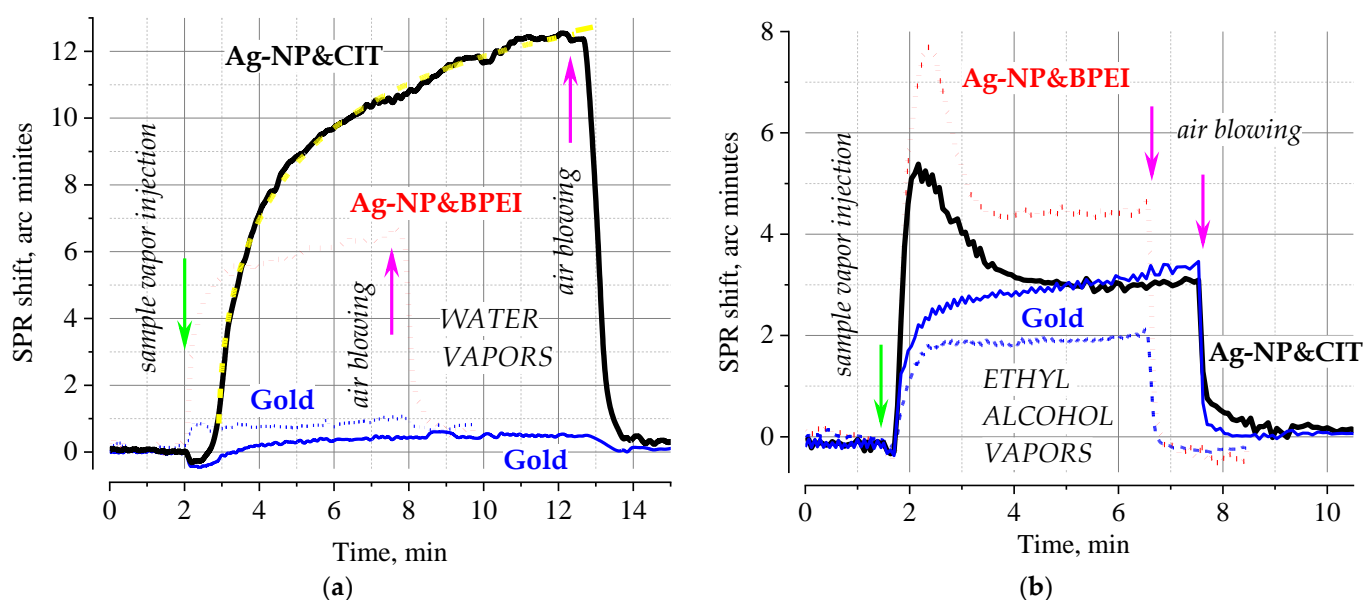 SPR shift, arc minites
12
10
8
6
4
2
0
0 2 4 6 8 10 12 14
Time, min
Ag-NP&CIT
sample vapor injection
Ag-NP&BPEI
air blowing
air blowing
WATER
VAPORS
Gold
Gold
(a)
SPR shift, arc minutes
8
6
4
2
0
0 2 4 6 8 10
Time, min
Ag-NP&BPEI
sample vapor injection
air blowing
Gold
Ag-NP&CIT
ETHYL
ALCOHOL
VAPORS
(b)